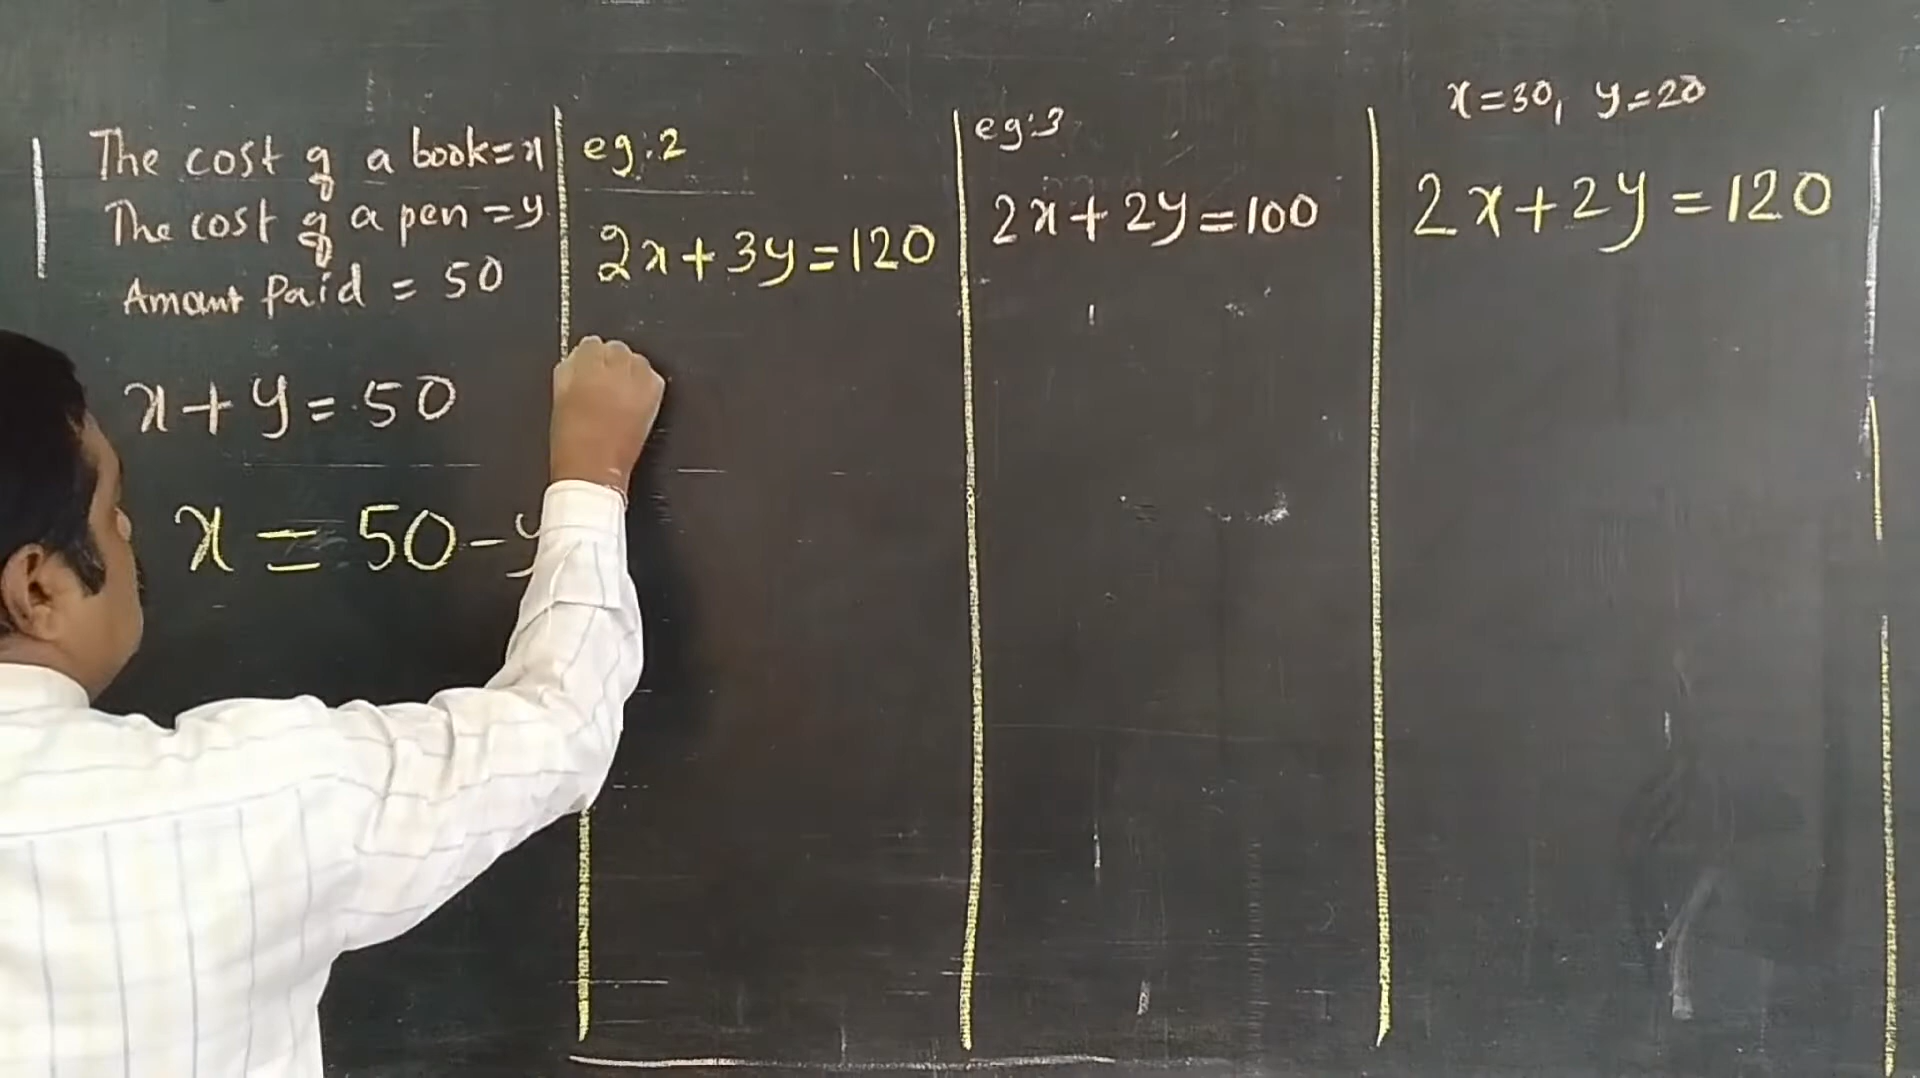 The cost of a book=x
The cost of a pen =y
Amount Paid = 50
x+y=50
x = 50-y
eg:2
2x+3y=120
eg:3
2x+2y=100
x=30, y=20
2x+2y=120